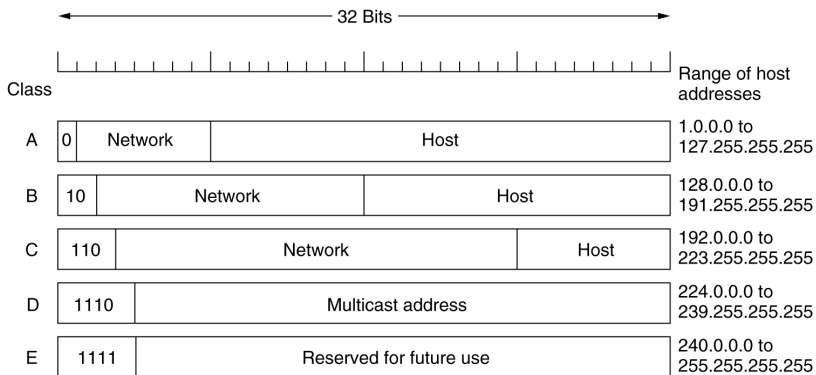 32 Bits
Class
Range of host
addresses
A
0
Network
Host
1.0.0.0 to
127.255.255.255
B
10
Network
Host
128.0.0.0 to
191.255.255.255
C
110
Network
Host
192.0.0.0 to
223.255.255.255
D
1110
Multicast address
224.0.0.0 to
239.255.255.255
E
1111
Reserved for future use
240.0.0.0 to
255.255.255.255